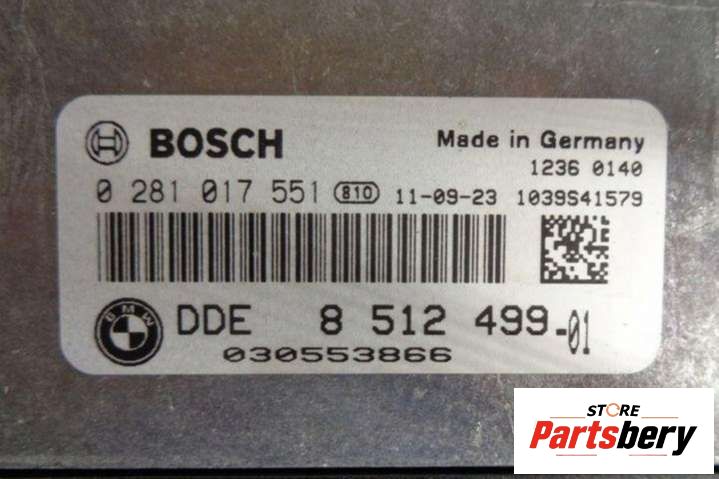 BOSCH
Made in Germany
1236 0140
0 281 017 551 810 11-09-23 1039S41579
BMW
DDE 8 512 499-01
030553866
STORE
Partsbery